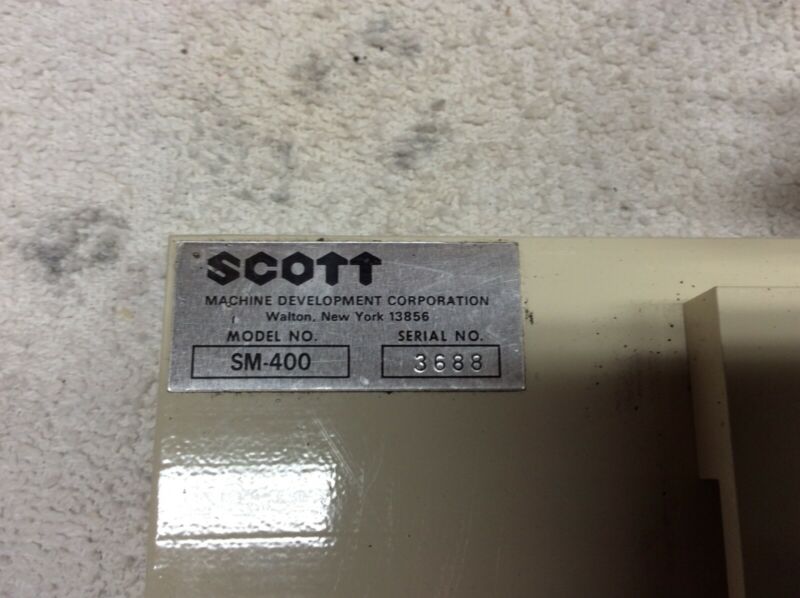 SCOTT
MACHINE DEVELOPMENT CORPORATION
Walton, New York 13856
MODEL NO. SERIAL NO.
SM-400 3688